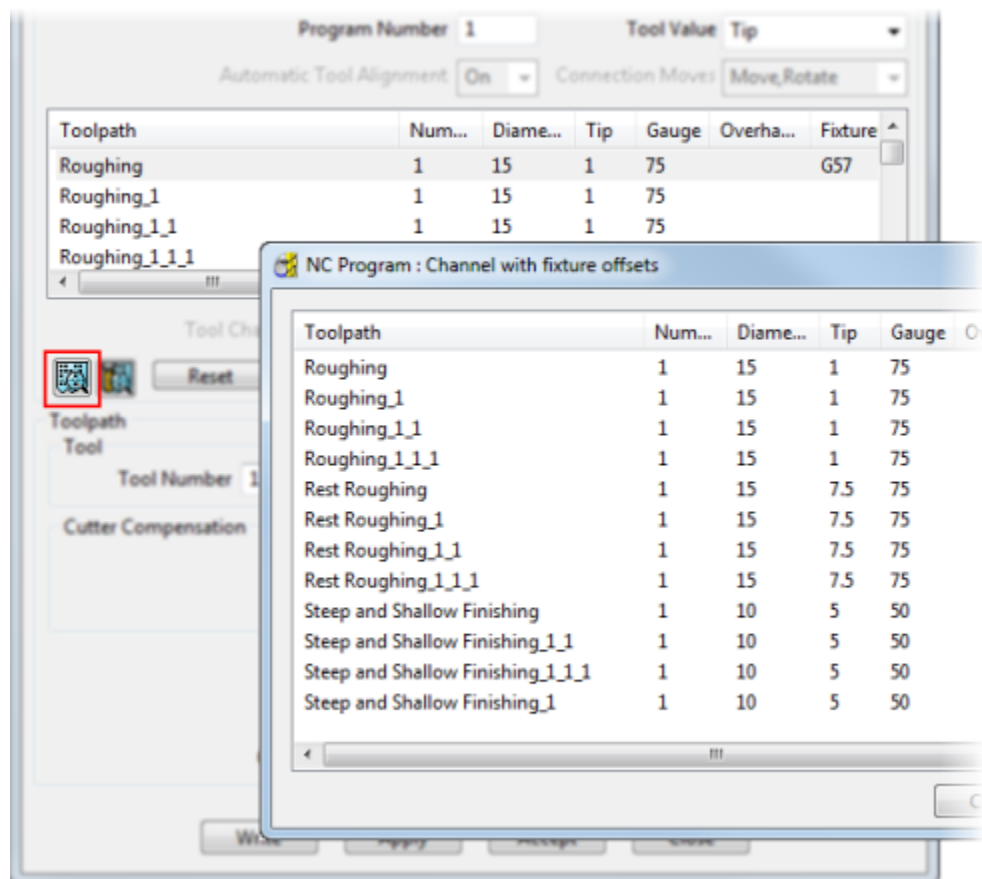 Program Number 1 Tool Value Tip
Automatic Tool Alignment On Connection Moves Move,Rotate
Toolpath Num... Diame... Tip Gauge Overha... Fixture
Roughing 1 15 1 75 G57
Roughing_1 1 15 1 75
Roughing_1_1 1 15 1 75
Roughing_1_1_1
NC Program : Channel with fixture offsets
Toolpath Num... Diame... Tip Gauge O
Roughing 1 15 1 75
Roughing_1 1 15 1 75
Roughing_1_1 1 15 1 75
Roughing_1_1_1 1 15 1 75
Rest Roughing 1 15 7.5 75
Rest Roughing_1 1 15 7.5 75
Rest Roughing_1_1 1 15 7.5 75
Rest Roughing_1_1_1 1 15 7.5 75
Steep and Shallow Finishing 1 10 5 50
Steep and Shallow Finishing_1_1 1 10 5 50
Steep and Shallow Finishing_1_1_1 1 10 5 50
Steep and Shallow Finishing_1 1 10 5 50
C
Tool Cha
Reset
Toolpath
Tool
Tool Number 1
Cutter Compensation
Write Apply Accept Close